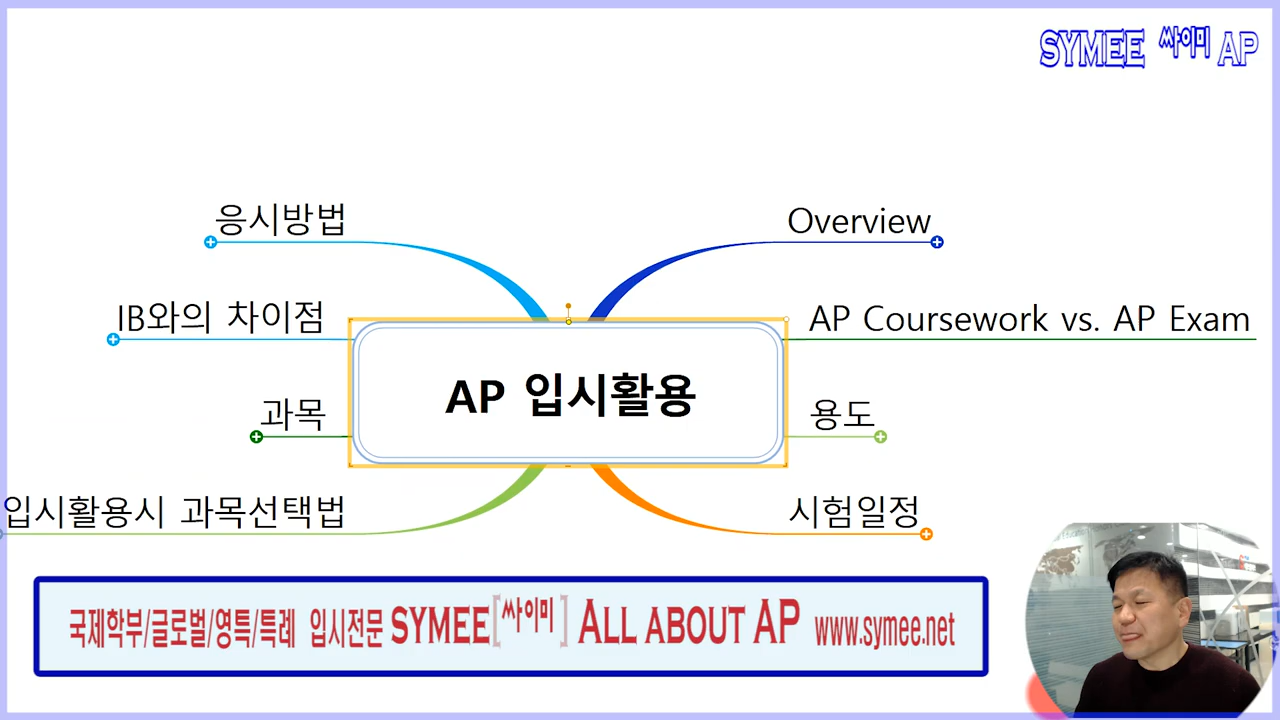 SYMEE 싸이미 AP
응시방법
Overview
IB와의 차이점
AP Coursework vs. AP Exam
AP 입시활용
과목
용도
입시활용시 과목선택법
시험일정
국제학부/글로벌/영특/특례 입시전문 SYMEE[싸이미] ALL ABOUT AP www.symee.net